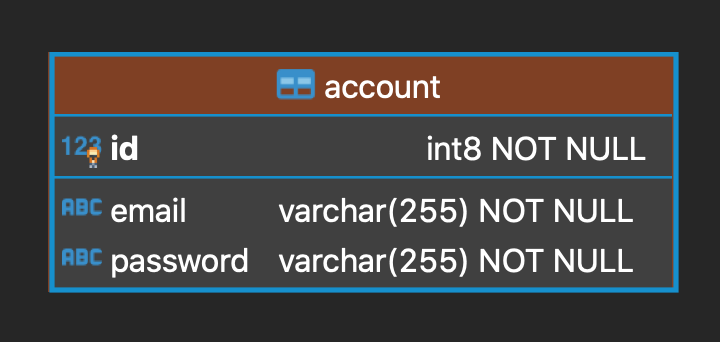 account
123 id int8 NOT NULL
ABC email varchar(255) NOT NULL
ABC password varchar(255) NOT NULL